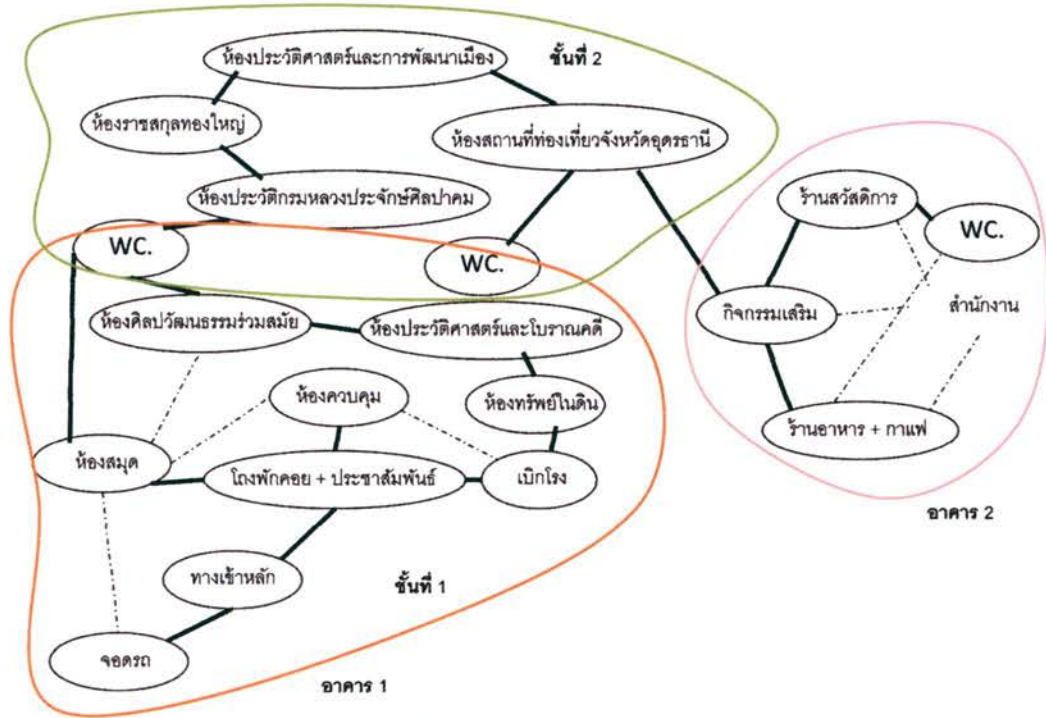 ห้องประวัติศาสตร์และการพัฒนาเมือง
ชั้นที่ 2
ห้องราชสกุลทองใหญ่
ห้องสถานที่ท่องเที่ยวจังหวัดอุดรธานี
ห้องประวัติกรมหลวงประจักษ์ศิลปาคม
ร้านสวัสดิการ
WC.
WC.
WC.
ห้องศิลปวัฒนธรรมร่วมสมัย
ห้องประวัติศาสตร์และโบราณคดี
กิจกรรมเสริม
สำนักงาน
ห้องควบคุม
ห้องทรัพย์ในดิน
ร้านอาหาร + กาแฟ
ห้องสมุด
โถงพักคอย + ประชาสัมพันธ์
เบิกโรง
อาคาร 2
ทางเข้าหลัก
ชั้นที่ 1
จอดรถ
อาคาร 1